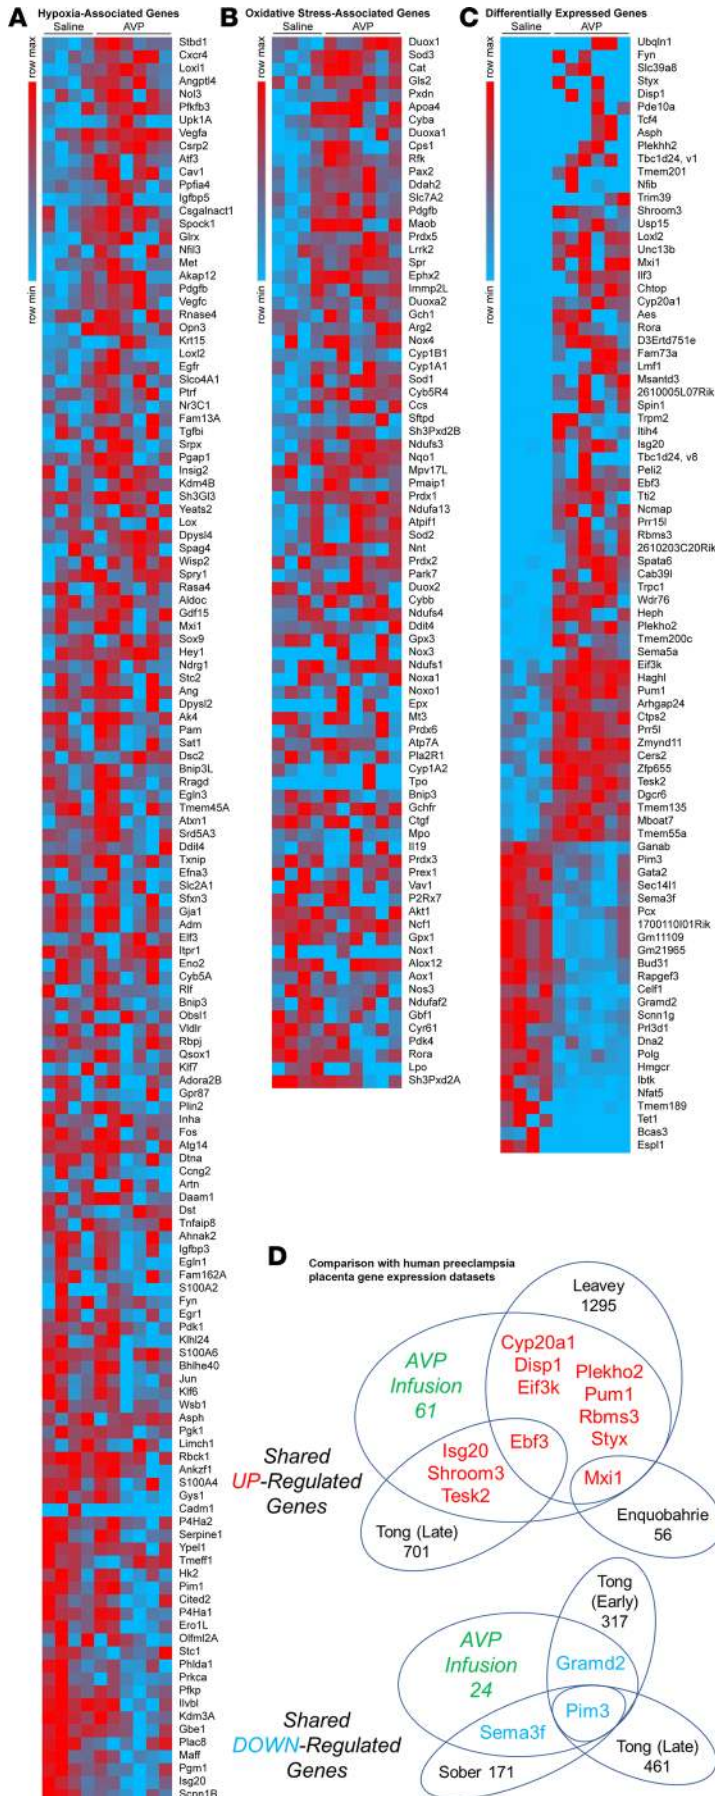 A
Hypoxia-Associated Genes
Saline
AVP
row max
row min
Stbd1
Cxcr4
Loxl1
Angptl4
Nol3
Pfkfb3
Upk1A
Vegfa
Csrp2
Atf3
Cav1
Ppfia4
Igfbp5
Csgalnact1
Spock1
Glrx
Nfil3
Met
Akap12
Pdgfb
Vegfc
Rnase4
Opn3
Krt15
Loxl2
Egfr
Slco4A1
Ptrf
Nr3C1
Fam13A
Tgfbi
Srpx
Pgap1
Insig2
Kdm4B
Sh3Gl3
Yeats2
Lox
Dpysl4
Spag4
Wisp2
Spry1
Rasa4
Aldoc
Gdf15
Mxi1
Sox9
Hey1
Ndrg1
Stc2
Ang
Dpysl2
Ak4
Pam
Sat1
Dsc2
Bnip3L
Rragd
Egln3
Tmem45A
Atxn1
Srd5A3
Ddit4
Txnip
Efna3
Slc2A1
Sfxn3
Gja1
Adm
Elf3
Itpr1
Eno2
Cyb5A
Rlf
Bnip3
Obsl1
Vldlr
Rbpj
Qsox1
Klf7
Adora2B
Gpr87
Plin2
Inha
Fos
Atg14
Dtna
Ccng2
Artn
Daam1
Dst
Tnfaip8
Ahnak2
Igfbp3
Egln1
Fam162A
S100A2
Fyn
Egr1
Pdk1
Klhl24
S100A6
Bhlhe40
Jun
Klf6
Wsb1
Asph
Pgk1
Limch1
Rbck1
Ankzf1
S100A4
Gys1
Cadm1
P4Ha2
Serpine1
Ypel1
Tmeff1
Hk2
Pim1
Cited2
P4Ha1
Ero1L
Olfml2A
Stc1
Phlda1
Prkca
Pfkp
Ilvbl
Kdm3A
Gbe1
Plac8
Maff
Pgm1
Isg20
Scnn1B
B
Oxidative Stress-Associated Genes
Saline
AVP
row max
row min
Duox1
Sod3
Cat
Gls2
Pxdn
Apoa4
Cyba
Duoxa1
Cps1
Rfk
Pax2
Ddah2
Slc7A2
Pdgfb
Maob
Prdx5
Lrrk2
Spr
Ephx2
Immp2L
Duoxa2
Gch1
Arg2
Nox4
Cyp1B1
Cyp1A1
Sod1
Cyb5R4
Ccs
Sftpd
Sh3Pxd2B
Ndufs3
Nqo1
Mpv17L
Pmaip1
Prdx1
Ndufa13
Atpif1
Sod2
Nnt
Prdx2
Park7
Duox2
Cybb
Ndufs4
Ddit4
Gpx3
Nox3
Ndufs1
Noxa1
Noxo1
Epx
Mt3
Prdx6
Atp7A
Pla2R1
Cyp1A2
Tpo
Bnip3
Gchfr
Ctgf
Mpo
Il19
Prdx3
Prex1
Vav1
P2Rx7
Akt1
Ncf1
Gpx1
Nox1
Alox12
Aox1
Nos3
Ndufaf2
Gbf1
Cyr61
Pdk4
Rora
Lpo
Sh3Pxd2A
C
Differentially Expressed Genes
Saline
AVP
row max
row min
Ubqln1
Fyn
Slc39a8
Styx
Disp1
Pde10a
Tcf4
Asph
Plekhh2
Tbc1d24, v1
Tmem201
Nfib
Trim39
Shroom3
Usp15
Loxl2
Unc13b
Mxi1
Ilf3
Chtop
Cyp20a1
Aes
Rora
D3Ertd751e
Fam73a
Lmf1
Msantd3
2610005L07Rik
Spin1
Trpm2
Itih4
Isg20
Tbc1d24, v8
Peli2
Ebf3
Tti2
Ncmap
Prr15l
Rbms3
2610203C20Rik
Spata6
Cab39l
Trpc1
Wdr76
Heph
Plekho2
Tmem200c
Sema5a
Eif3k
Haghl
Pum1
Arhgap24
Ctps2
Prr5l
Zmynd11
Cers2
Zfp655
Tesk2
Dgcr6
Tmem135
Mboat7
Tmem55a
Ganab
Pim3
Gata2
Sec14l1
Sema3f
Pcx
1700110I01Rik
Gm11109
Gm21965
Bud31
Rapgef3
Celf1
Gramd2
Scnn1g
Prl3d1
Dna2
Polg
Hmgcr
Ibtk
Nfat5
Tmem189
Tet1
Bcas3
Espl1
D
Comparison with human preeclampsia
placenta gene expression datasets
Leavey
1295
AVP
Infusion
61
Cyp20a1
Disp1
Eif3k
Plekho2
Pum1
Rbms3
Styx
Ebf3
Isg20
Shroom3
Tesk2
Mxi1
Shared
UP-Regulated
Genes
Tong (Late)
701
Enquobahrie
56
Tong
(Early)
317
AVP
Infusion
24
Gramd2
Pim3
Sema3f
Shared
DOWN-Regulated
Genes
Sober 171
Tong (Late)
461